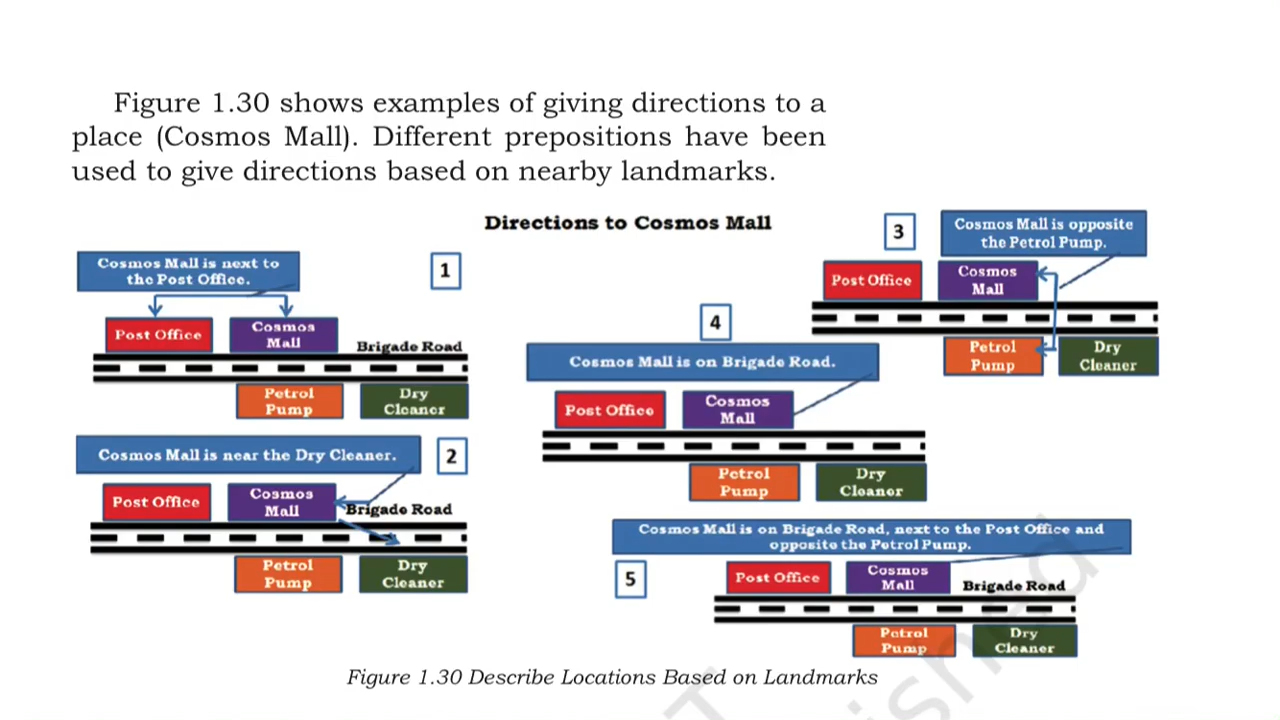 Figure 1.30 shows examples of giving directions to a
place (Cosmos Mall). Different prepositions have been
used to give directions based on nearby landmarks.
Directions to Cosmos Mall
1
Cosmos Mall is next to
the Post Office.
Post Office
Cosmos
Mall
Brigade Road
Petrol
Pump
Dry
Cleaner
2
Cosmos Mall is near the Dry Cleaner.
Post Office
Cosmos
Mall
Brigade Road
Petrol
Pump
Dry
Cleaner
3
Cosmos Mall is opposite
the Petrol Pump.
Post Office
Cosmos
Mall
Petrol
Pump
Dry
Cleaner
4
Cosmos Mall is on Brigade Road.
Post Office
Cosmos
Mall
Petrol
Pump
Dry
Cleaner
5
Cosmos Mall is on Brigade Road, next to the Post Office and
opposite the Petrol Pump.
Post Office
Cosmos
Mall
Brigade Road
Petrol
Pump
Dry
Cleaner
Figure 1.30 Describe Locations Based on Landmarks